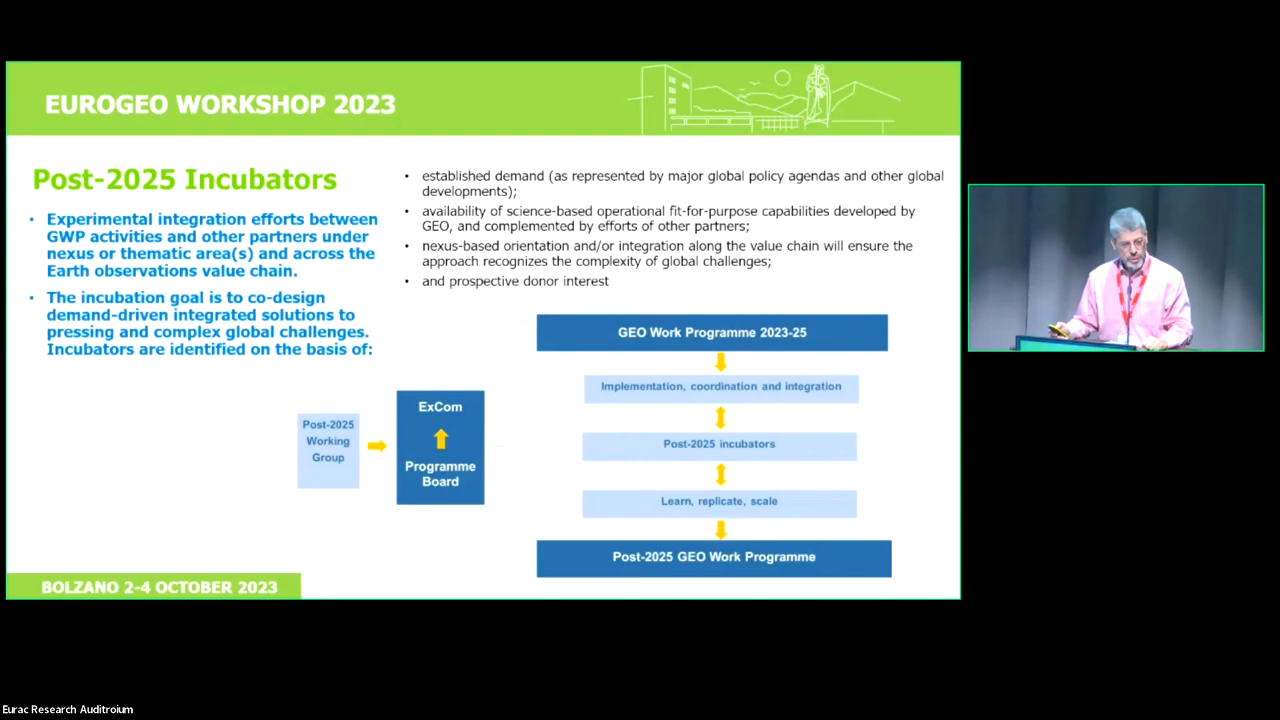 EUROGEO WORKSHOP 2023
Post-2025 Incubators
• Experimental integration efforts between
GWP activities and other partners under
nexus or thematic area(s) and across the
Earth observations value chain.
• The incubation goal is to co-design
demand-driven integrated solutions to
pressing and complex global challenges.
Incubators are identified on the basis of:
• established demand (as represented by major global policy agendas and other global
developments);
• availability of science-based operational fit-for-purpose capabilities developed by
GEO, and complemented by efforts of other partners;
• nexus-based orientation and/or integration along the value chain will ensure the
approach recognizes the complexity of global challenges;
• and prospective donor interest
Post-2025
Working
Group
ExCom
Programme
Board
GEO Work Programme 2023-25
Implementation, coordination and integration
Post-2025 incubators
Learn, replicate, scale
Post-2025 GEO Work Programme
BOLZANO 2-4 OCTOBER 2023
Eurac Research Auditroium